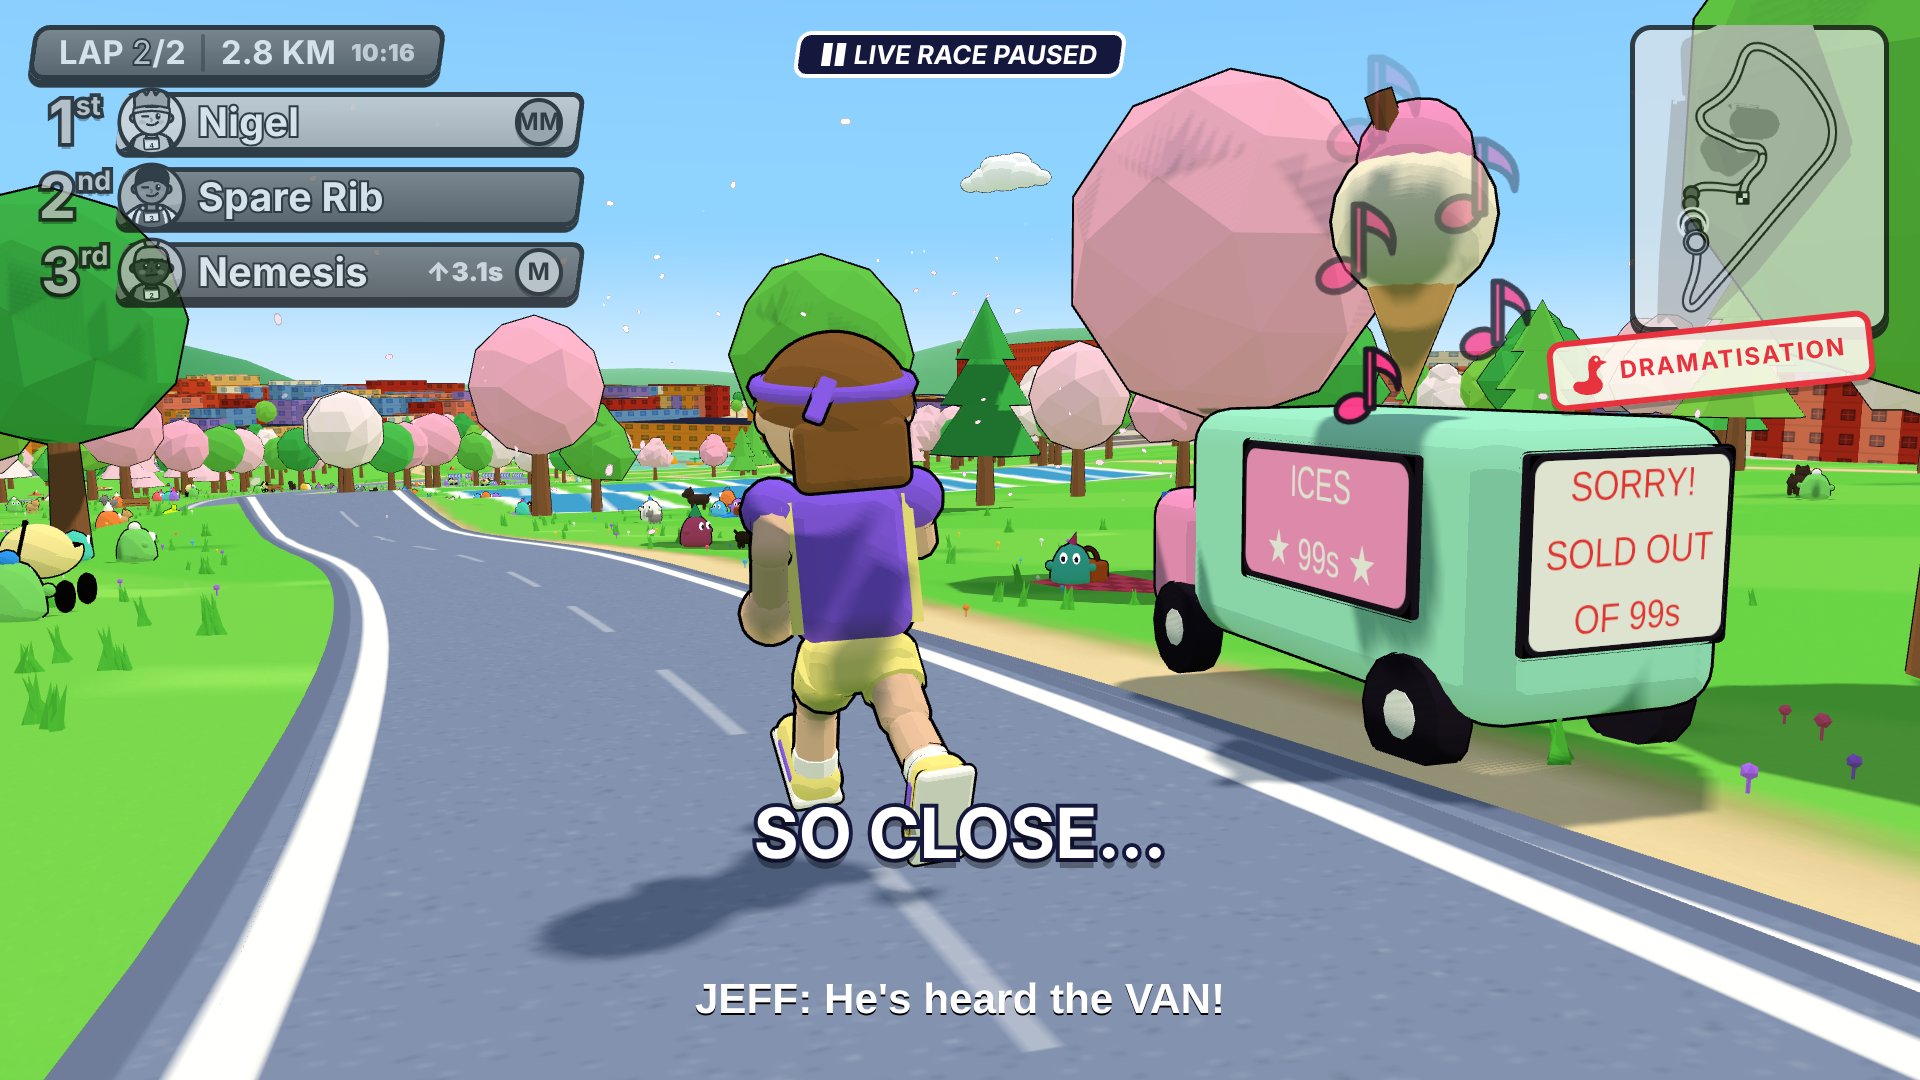 LAP 2/2 2.8 KM 10:16
LIVE RACE PAUSED
1st Nigel MM
2nd Spare Rib
3rd Nemesis ↑3.1s M
DRAMATISATION
ICES
★ 99s ★
SORRY!
SOLD OUT
OF 99s
SO CLOSE...
JEFF: He's heard the VAN!